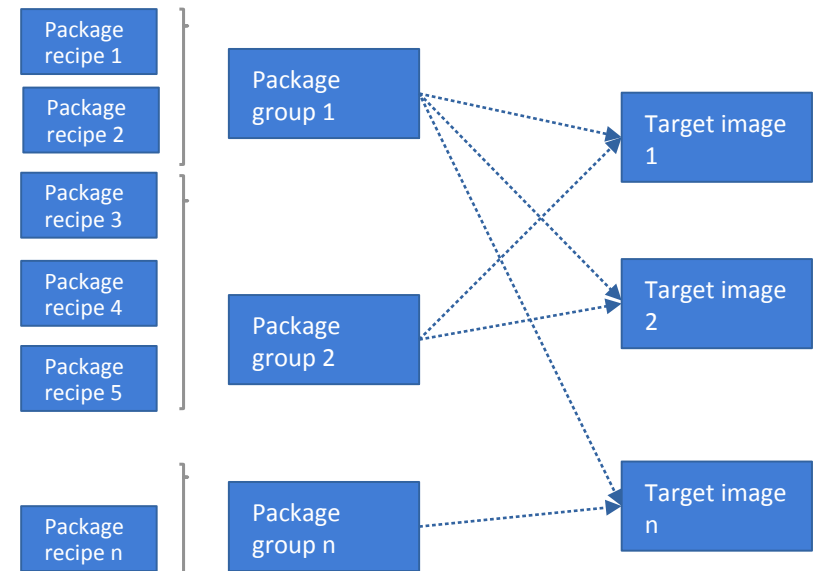 Package
recipe 1
Package
recipe 2
Package
recipe 3
Package
recipe 4
Package
recipe 5
Package
recipe n
Package
group 1
Package
group 2
Package
group n
Target image
1
Target image
2
Target image
n